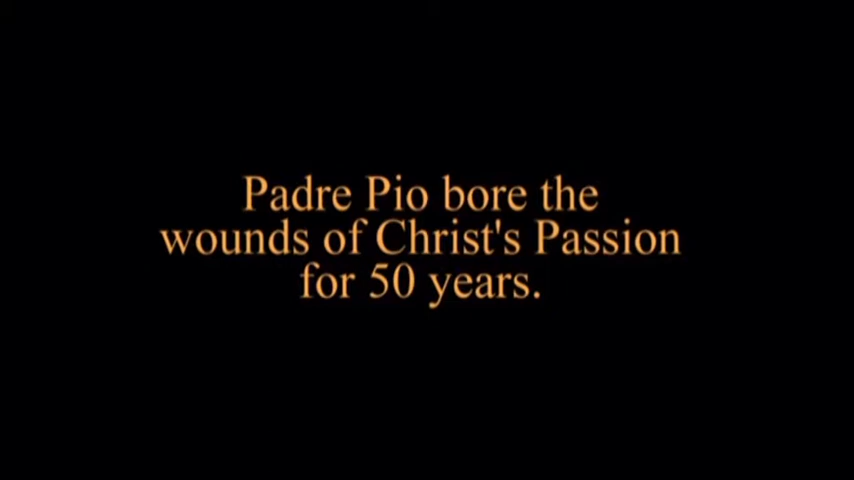 Padre Pio bore the
wounds of Christ's Passion
for 50 years.